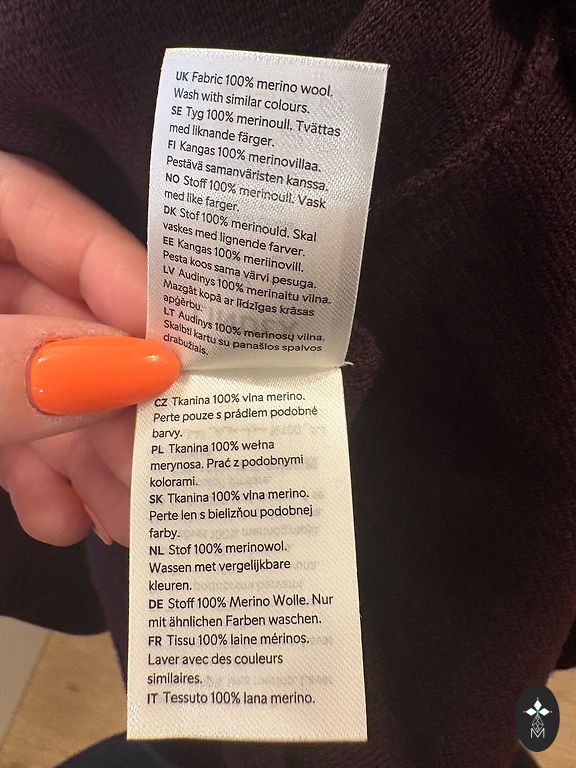 UK Fabric 100% merino wool.
Wash with similar colours.
SE Tyg 100% merinoull. Tvättas
med liknande färger.
FI Kangas 100% merinovillaa.
Pestävä samanväristen kanssa.
NO Stoff 100% merinoull. Vask
med like farger.
DK Stof 100% merinould. Skal
vaskes med lignende farver.
EE Kangas 100% meriinovill.
Pesta koos sama värvi pesuga.
LV Audinys 100% merinaitu vilna.
Mazgāt kopā ar līdzīgas krāsas
apģērbu.
LT Audinys 100% merinosų vilna.
Skalbti kartu su panašios spalvos
drabužiais.
CZ Tkanina 100% vlna merino.
Perte pouze s prádlem podobné
barvy.
PL Tkanina 100% wełna
merynosa. Prać z podobnymi
kolorami.
SK Tkanina 100% vlna merino.
Perte len s bielizňou podobnej
farby.
NL Stof 100% merinowol.
Wassen met vergelijkbare
kleuren.
DE Stoff 100% Merino Wolle. Nur
mit ähnlichen Farben waschen.
FR Tissu 100% laine mérinos.
Laver avec des couleurs
similaires.
IT Tessuto 100% lana merino.
M